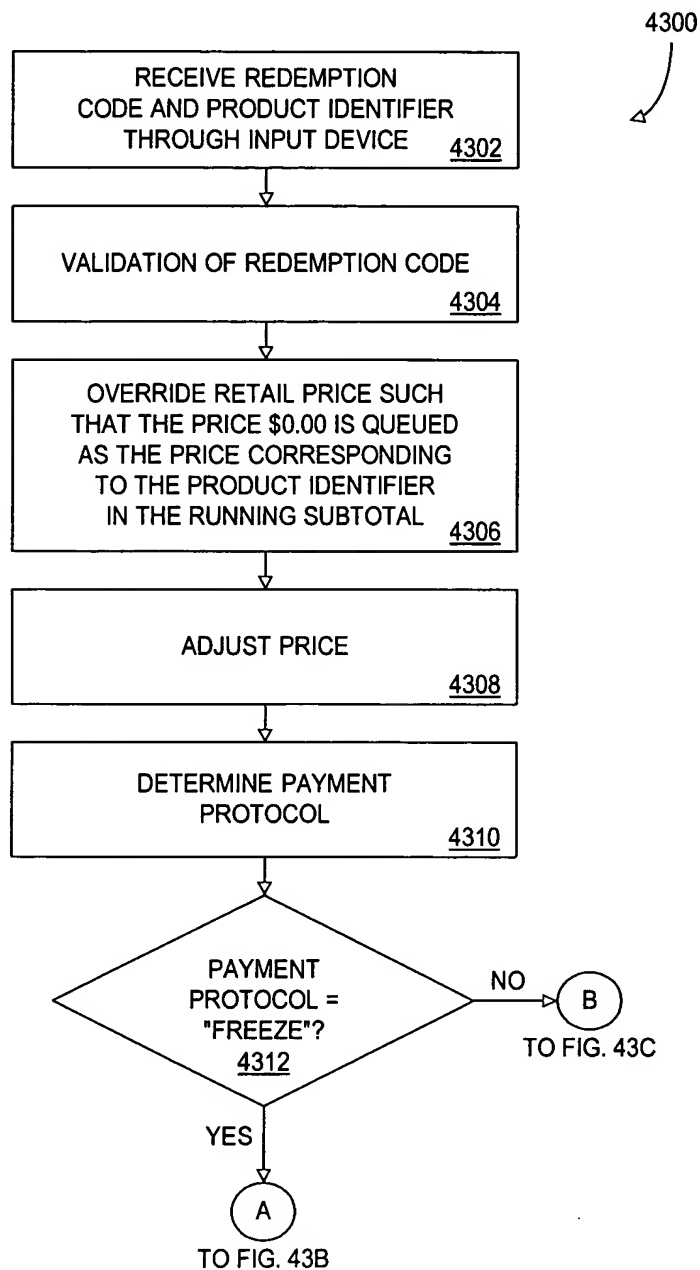 4300
RECEIVE REDEMPTION
CODE AND PRODUCT IDENTIFIER
THROUGH INPUT DEVICE
4302
VALIDATION OF REDEMPTION CODE
4304
OVERRIDE RETAIL PRICE SUCH
THAT THE PRICE $0.00 IS QUEUED
AS THE PRICE CORRESPONDING
TO THE PRODUCT IDENTIFIER
IN THE RUNNING SUBTOTAL
4306
ADJUST PRICE
4308
DETERMINE PAYMENT
PROTOCOL
4310
PAYMENT
PROTOCOL =
"FREEZE"?
4312
NO
B
TO FIG. 43C
YES
A
TO FIG. 43B